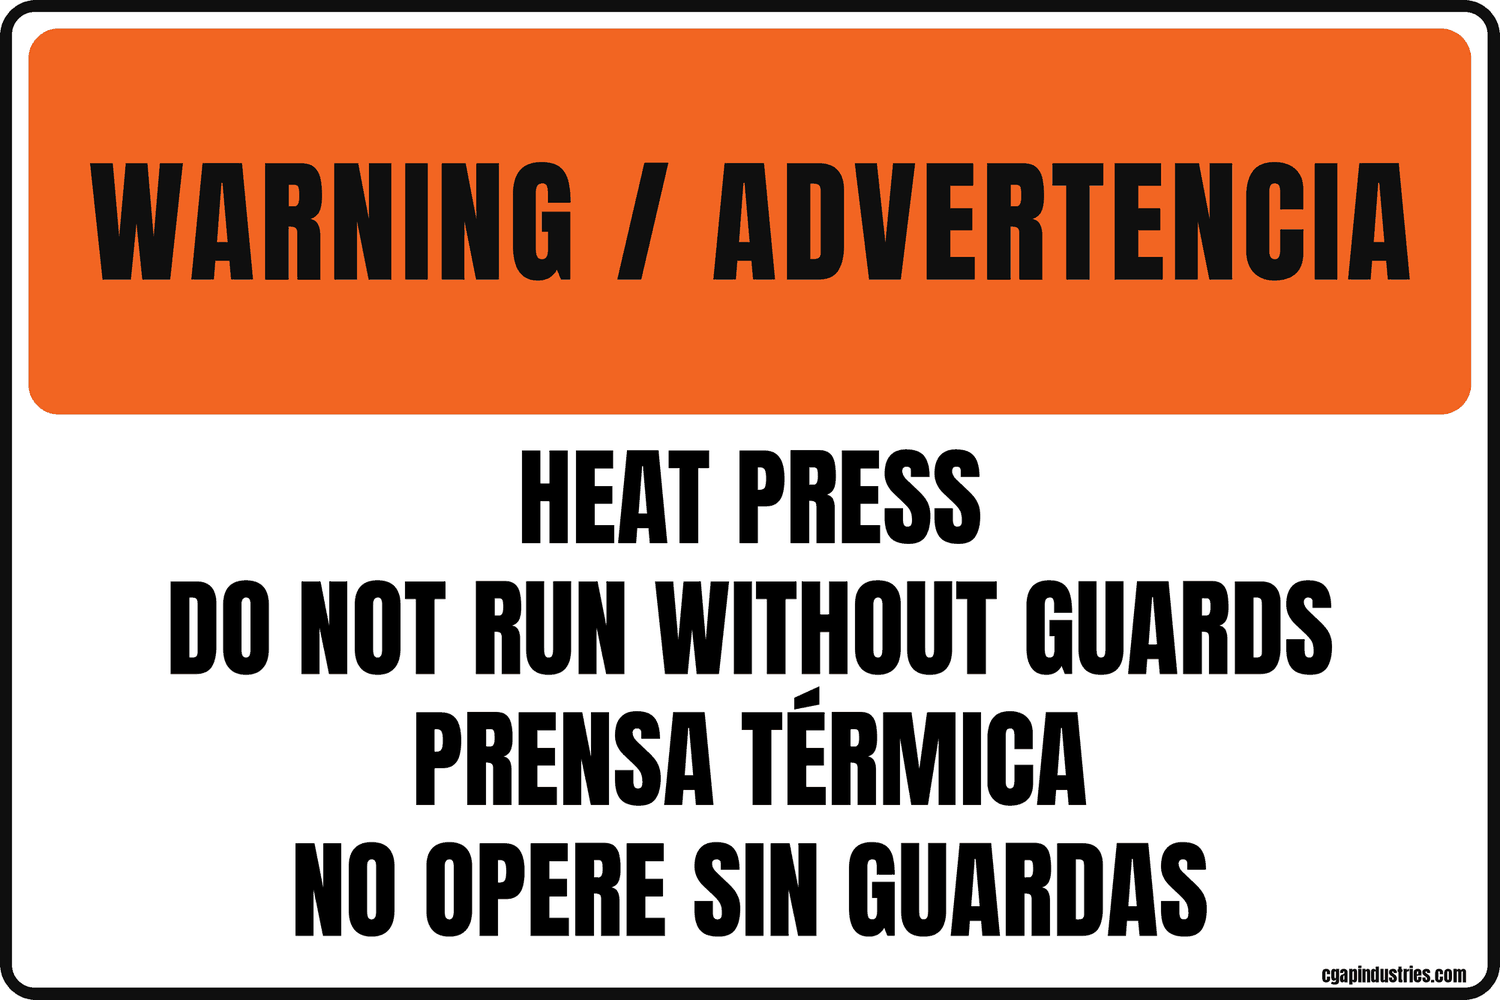 WARNING / ADVERTENCIA
HEAT PRESS
DO NOT RUN WITHOUT GUARDS
PRENSA TÉRMICA
NO OPERE SIN GUARDAS
cgapindustries.com